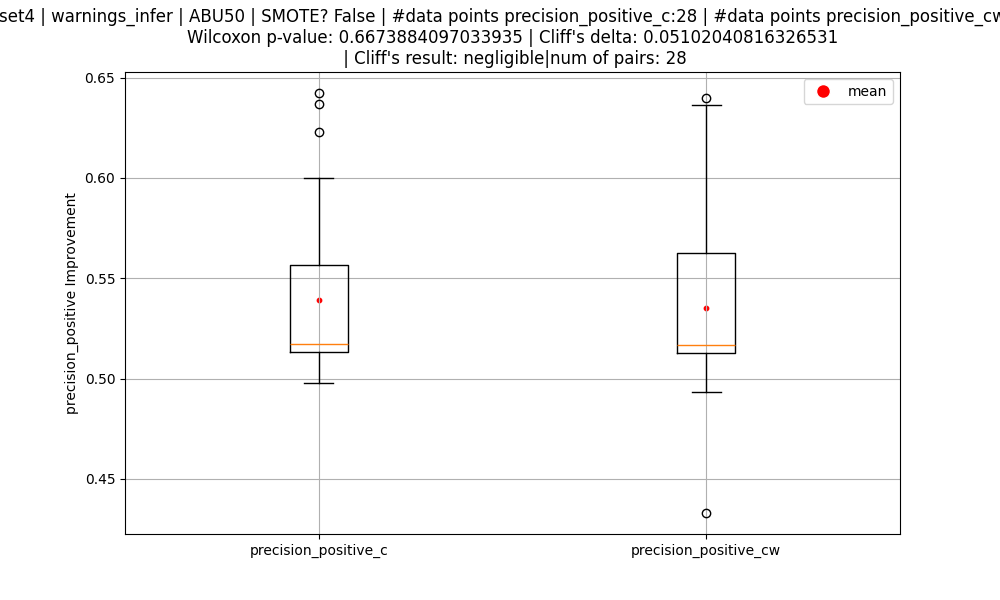 set4 | warnings_infer | ABU50 | SMOTE? False | #data points precision_positive_c:28 | #data points precision_positive_cw
Wilcoxon p-value: 0.6673884097033935 | Cliff's delta: 0.05102040816326531
| Cliff's result: negligible|num of pairs: 28
mean
0.65
0.60
0.55
0.50
0.45
precision_positive Improvement
precision_positive_c
precision_positive_cw